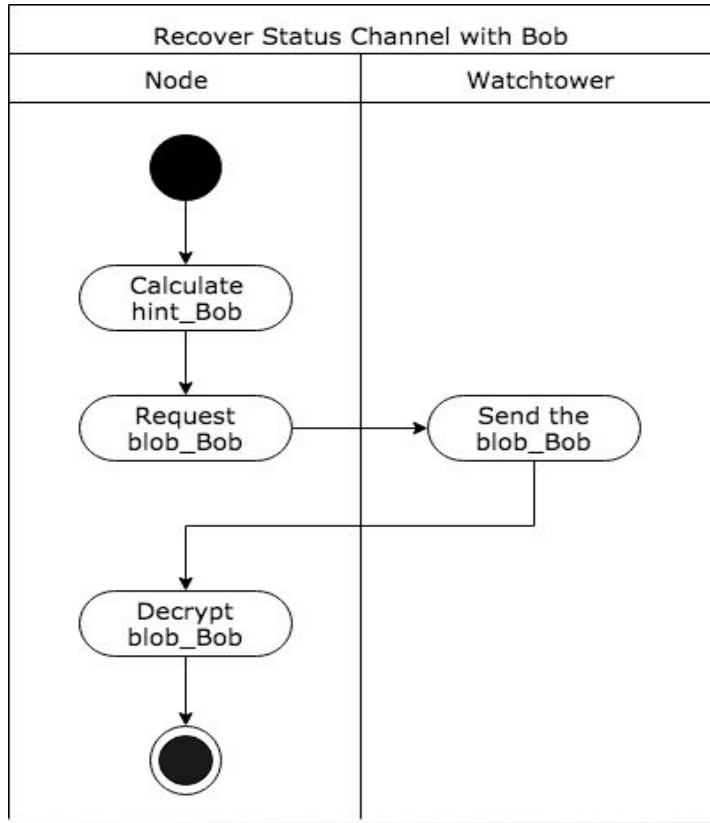 Recover Status Channel with Bob
Node
Watchtower
Calculate
hint_Bob
Request
blob_Bob
Send the
blob_Bob
Decrypt
blob_Bob